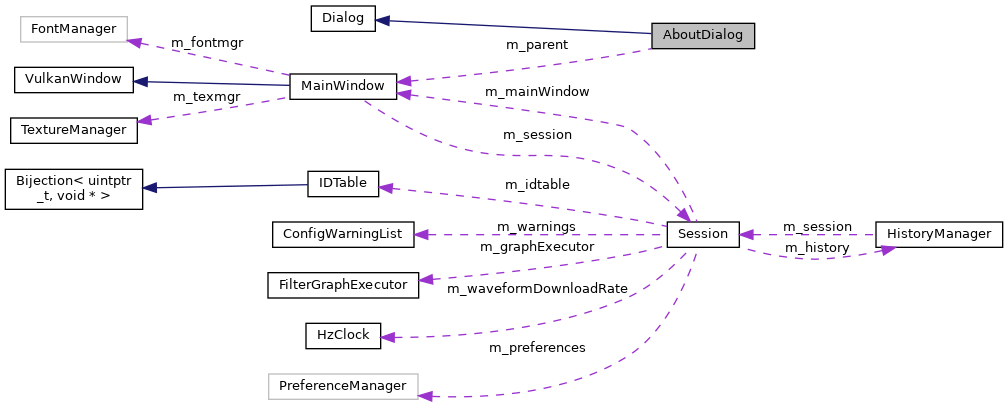 Dialog
FontManager
AboutDialog
m_fontmgr
m_parent
VulkanWindow
MainWindow
m_mainWindow
m_texmgr
TextureManager
m_session
Bijection< uintptr
_t, void * >
IDTable
m_idtable
m_warnings
m_session
ConfigWarningList
Session
HistoryManager
m_graphExecutor
m_history
FilterGraphExecutor
m_waveformDownloadRate
HzClock
m_preferences
PreferenceManager